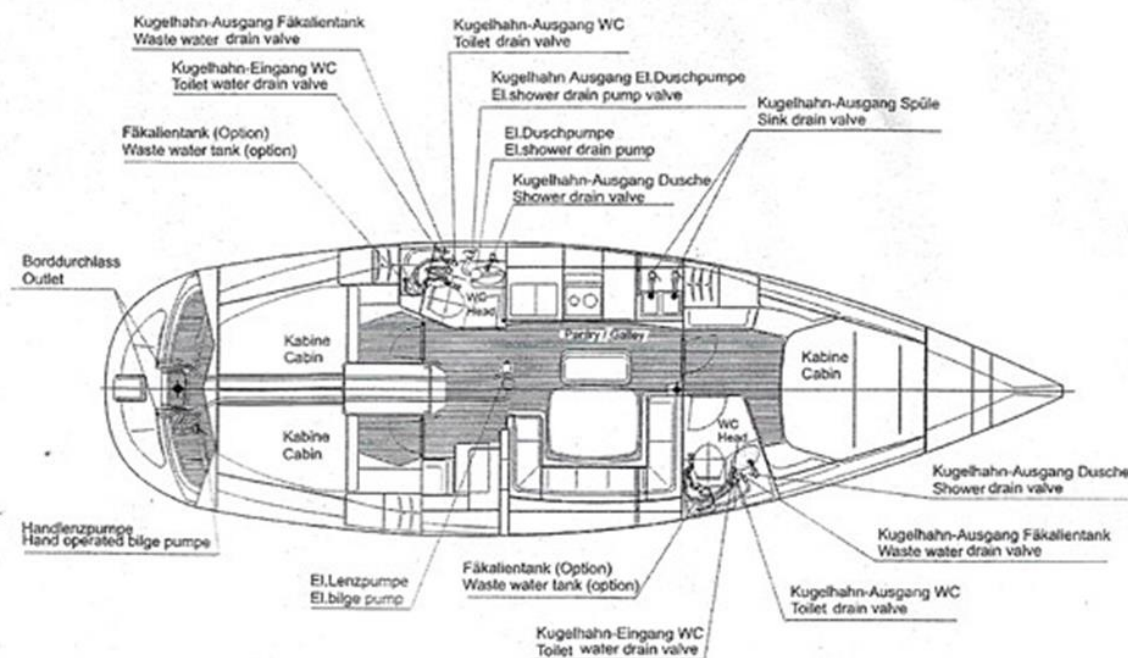 Kugelhahn-Ausgang Fäkalientank
Waste water drain valve
Kugelhahn-Ausgang WC
Toilet drain valve
Kugelhahn-Eingang WC
Toilet water drain valve
Kugelhahn Ausgang El.Duschpumpe
El.shower drain pump valve
Kugelhahn-Ausgang Spüle
Sink drain valve
Fäkalientank (Option)
Waste water tank (option)
El.Duschpumpe
El.shower drain pump
Kugelhahn-Ausgang Dusche
Shower drain valve
Borddurchlass
Outlet
WC
Head
Pantry / Galley
Kabine
Cabin
Kabine
Cabin
Kabine
Cabin
WC
Head
Kugelhahn-Ausgang Dusche
Shower drain valve
Handlenzpumpe
Hand operated bilge pumpe
Kugelhahn-Ausgang Fäkalientank
Waste water drain valve
Fäkalientank (Option)
Waste water tank (option)
El.Lenzpumpe
El.bilge pump
Kugelhahn-Ausgang WC
Toilet drain valve
Kugelhahn-Eingang WC
Toilet water drain valve